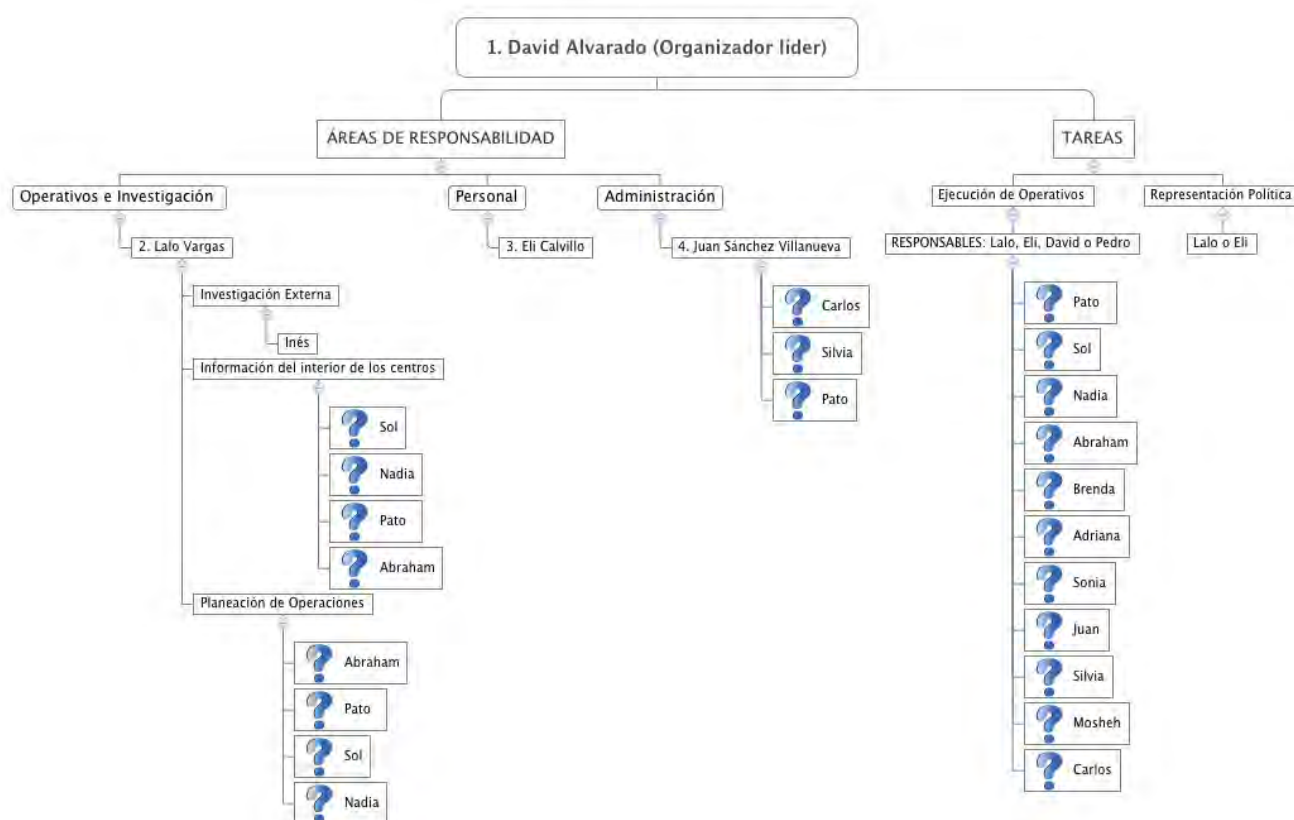 1. David Alvarado (Organizador lider)
ÁREAS DE RESPONSABILIDAD
TAREAS
Operativos e Investigación
Personal
Administración
Ejecución de Operativos
Representación Política
2. Lalo Vargas
3. Eli Calvillo
4. Juan Sánchez Villanueva
RESPONSABLES: Lalo, Eli, David o Pedro
Lalo o Eli
Investigación Externa
Inés
Información del interior de los centros
Sol
Nadia
Pato
Abraham
Planeación de Operaciones
Abraham
Pato
Sol
Nadia
Carlos
Silvia
Pato
Pato
Sol
Nadia
Abraham
Brenda
Adriana
Sonia
Juan
Silvia
Mosheh
Carlos